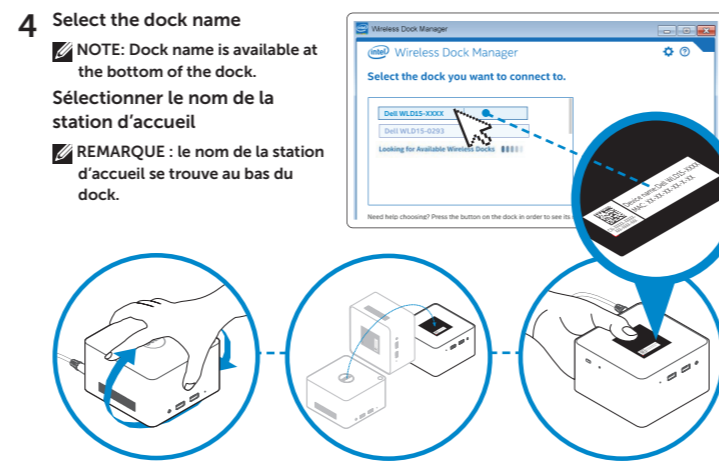 4 Select the dock name
NOTE: Dock name is available at
the bottom of the dock.
Sélectionner le nom de la
station d'accueil
REMARQUE : le nom de la station
d'accueil se trouve au bas du
dock.
Wireless Dock Manager
intel Wireless Dock Manager
Select the dock you want to connect to.
Dell WLD15-XXXX
Dell WLD15-0293
Looking for Available Wireless Docks
Need help choosing? Press the button on the dock in order to see its
Device name:Dell WLD15-XXXX
MAC: XX-XX-XX-XX-X-XX